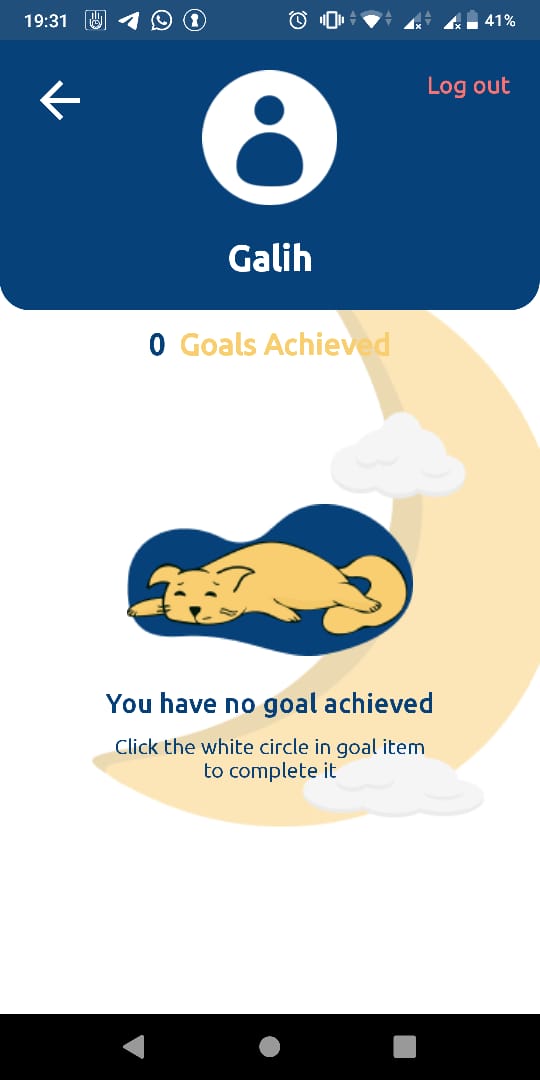 19:31
41%
Log out
Galih
0 Goals Achieved
You have no goal achieved
Click the white circle in goal item
to complete it